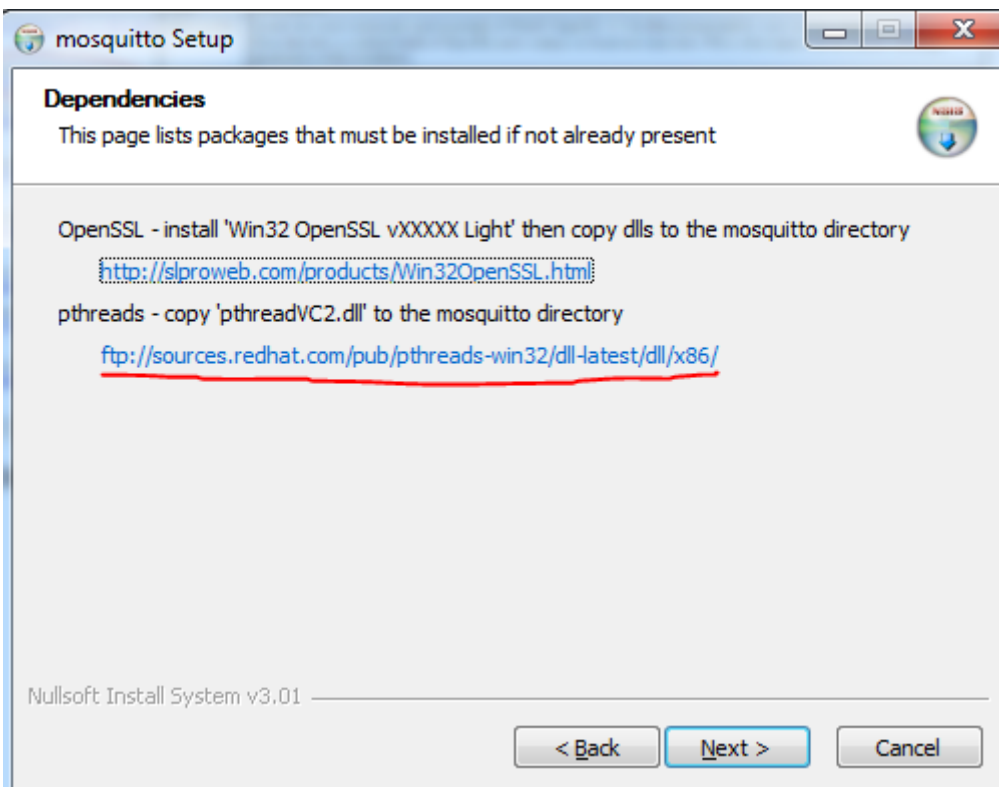 mosquitto Setup
Dependencies
This page lists packages that must be installed if not already present
OpenSSL - install 'Win32 OpenSSL vXXXXX Light' then copy dlls to the mosquitto directory
http://slproweb.com/products/Win32OpenSSL.html
pthreads - copy 'pthreadVC2.dll' to the mosquitto directory
ftp://sources.redhat.com/pub/pthreads-win32/dll-latest/dll/x86/
Nullsoft Install System v3.01
< Back Next > Cancel